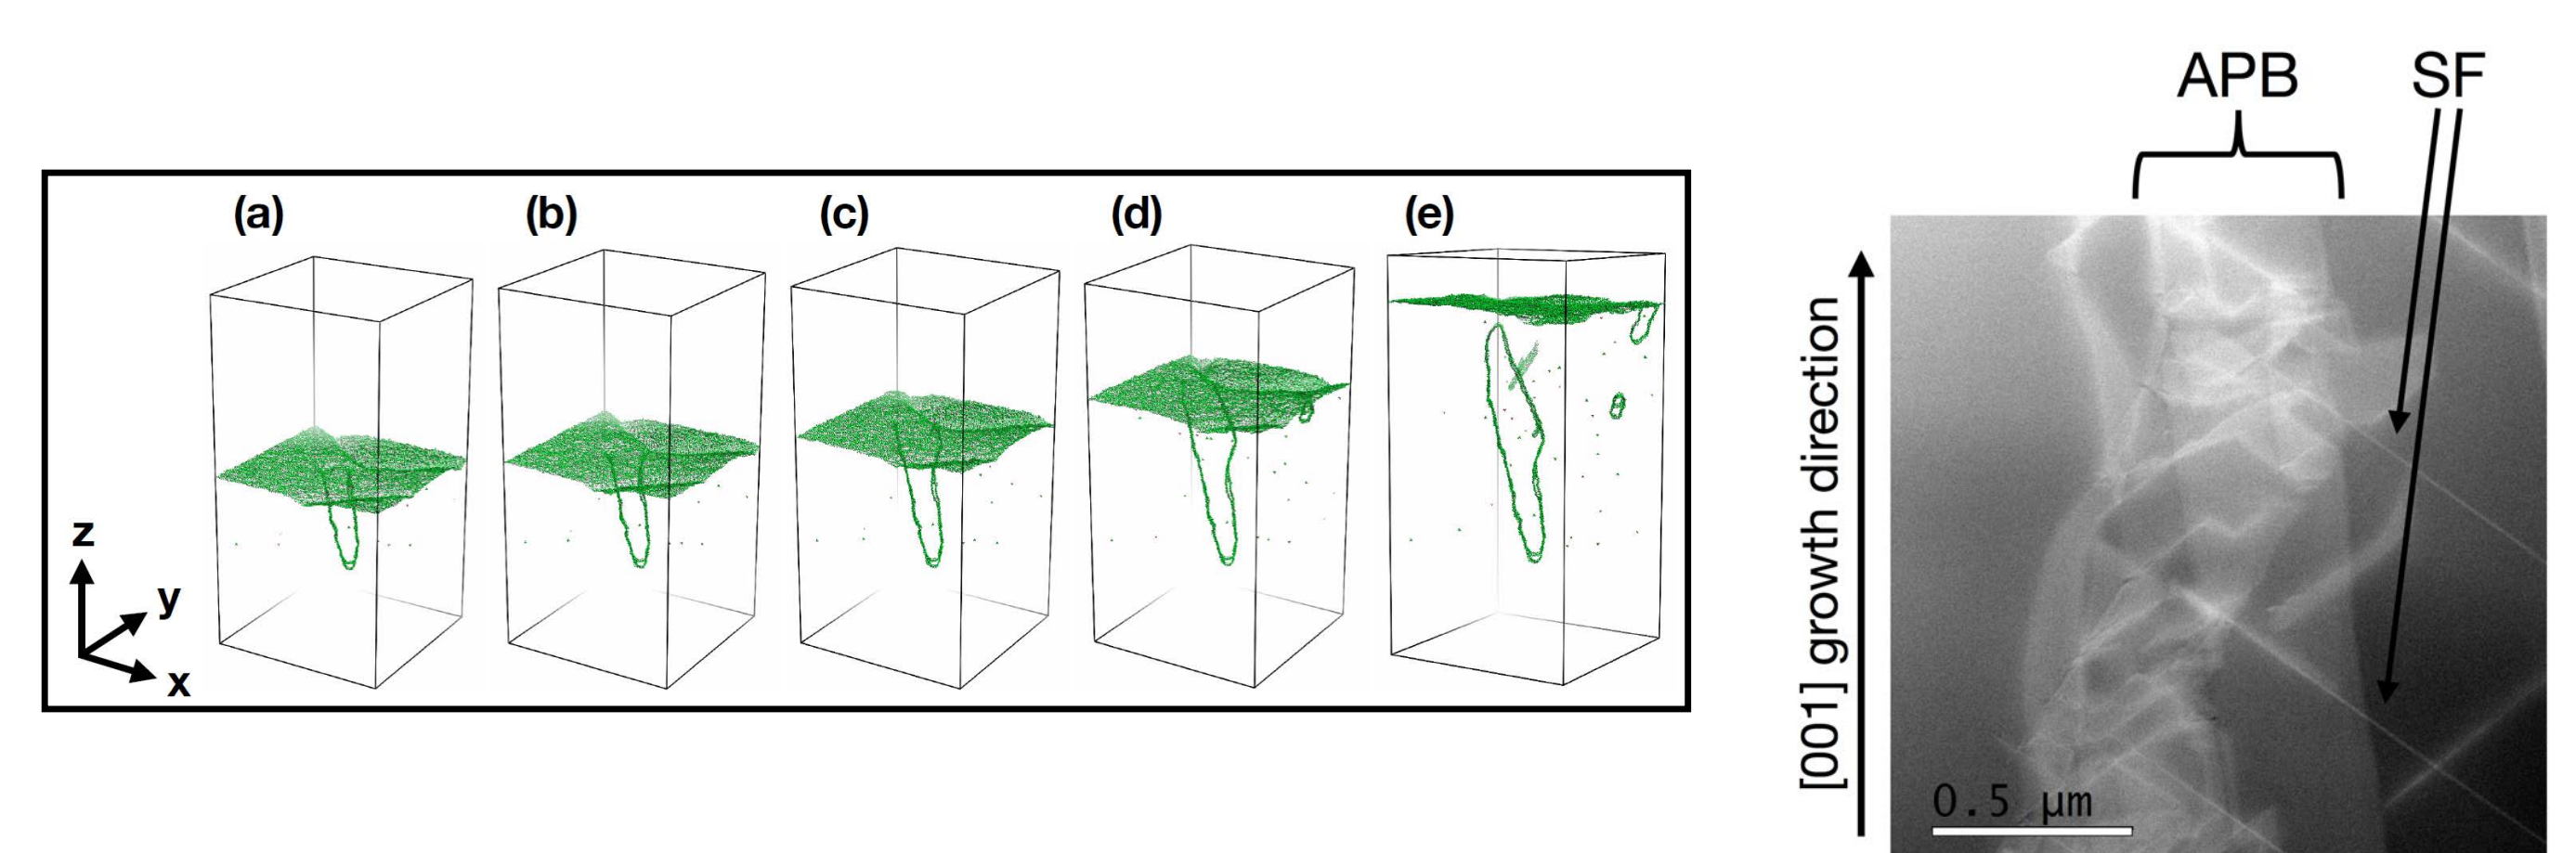 (a) (b) (c) (d) (e)
z
y
x
APB SF
[001] growth direction
0.5 μm